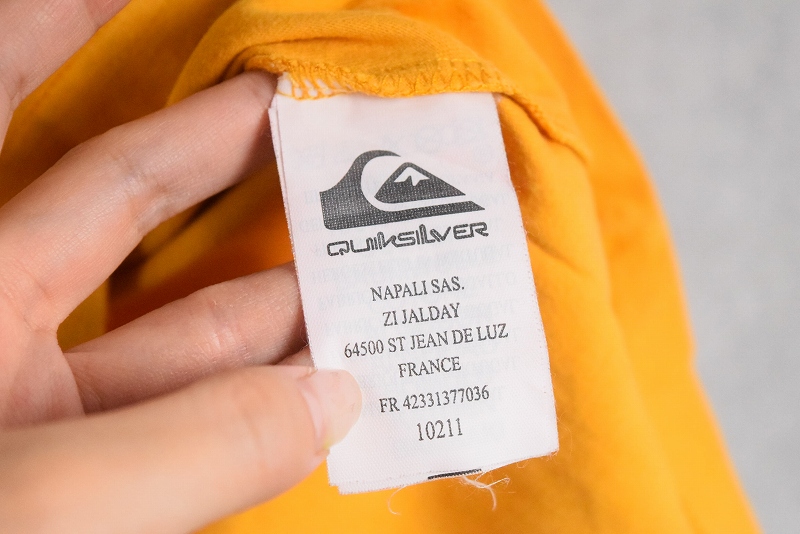 QUIKSILVER
NAPALI SAS.
ZI JALDAY
64500 ST JEAN DE LUZ
FRANCE
FR 42331377036
10211